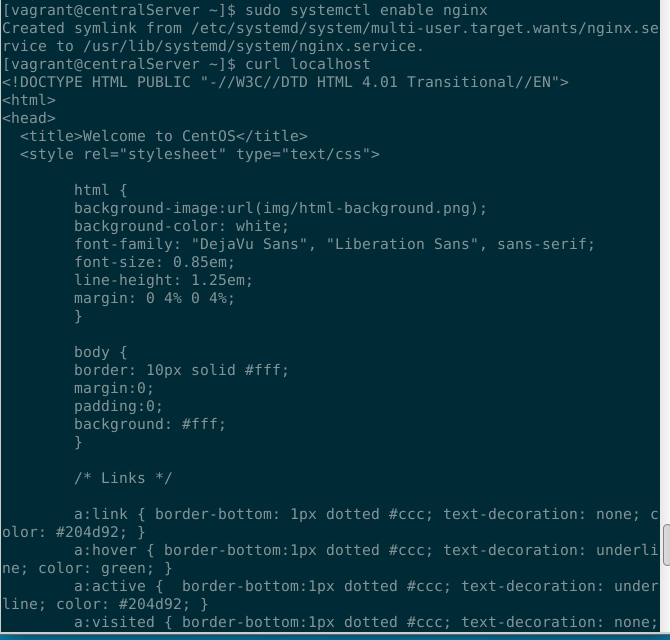 [vagrant@centralServer ~]$ sudo systemctl enable nginx
Created symlink from /etc/systemd/system/multi-user.target.wants/nginx.se
rvice to /usr/lib/systemd/system/nginx.service.
[vagrant@centralServer ~]$ curl localhost
<!DOCTYPE HTML PUBLIC "-//W3C//DTD HTML 4.01 Transitional//EN">
<html>
<head>
  <title>Welcome to CentOS</title>
  <style rel="stylesheet" type="text/css">

        html {
        background-image:url(img/html-background.png);
        background-color: white;
        font-family: "DejaVu Sans", "Liberation Sans", sans-serif;
        font-size: 0.85em;
        line-height: 1.25em;
        margin: 0 4% 0 4%;
        }

        body {
        border: 10px solid #fff;
        margin:0;
        padding:0;
        background: #fff;
        }

        /* Links */

        a:link { border-bottom: 1px dotted #ccc; text-decoration: none; c
olor: #204d92; }
        a:hover { border-bottom:1px dotted #ccc; text-decoration: underli
ne; color: green; }
        a:active {  border-bottom:1px dotted #ccc; text-decoration: under
line; color: #204d92; }
        a:visited { border-bottom:1px dotted #ccc; text-decoration: none;